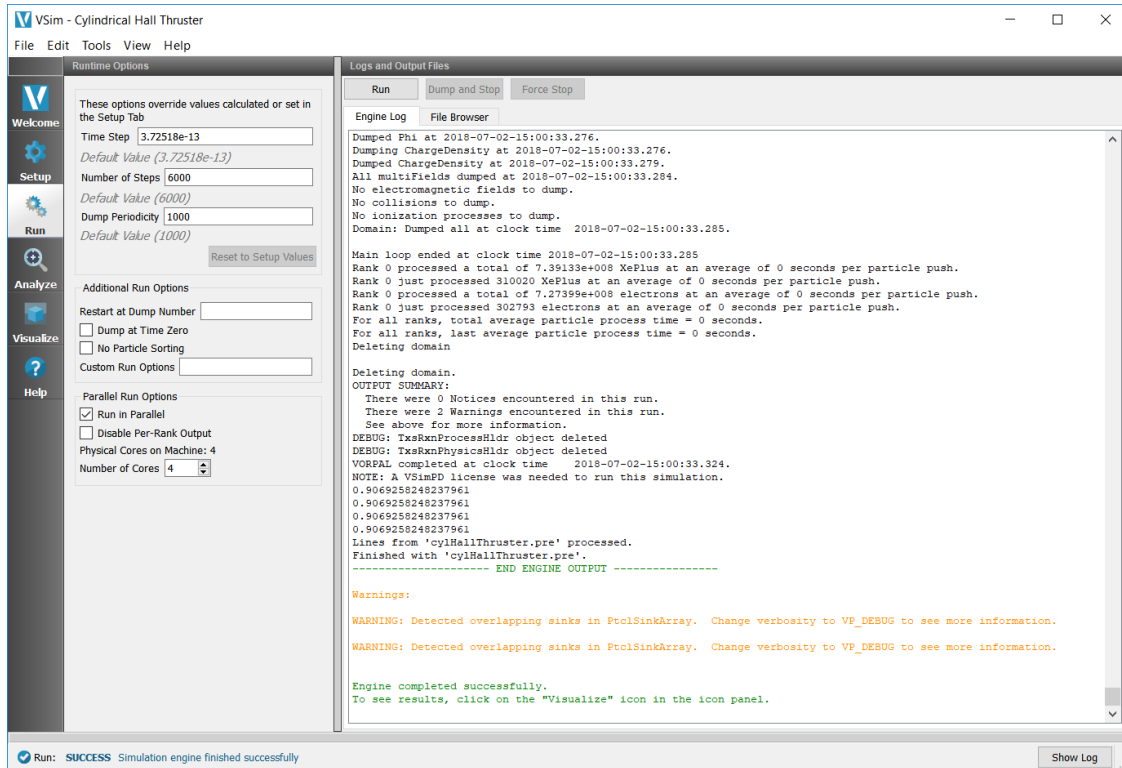 VSim - Cylindrical Hall Thruster
File Edit Tools View Help
Runtime Options
Logs and Output Files
Welcome
Setup
Run
Analyze
Visualize
Help
These options override values calculated or set in
the Setup Tab
Time Step 3.72518e-13
Default Value (3.72518e-13)
Number of Steps 6000
Default Value (6000)
Dump Periodicity 1000
Default Value (1000)
Reset to Setup Values
Additional Run Options
Restart at Dump Number
Dump at Time Zero
No Particle Sorting
Custom Run Options
Parallel Run Options
Run in Parallel
Disable Per-Rank Output
Physical Cores on Machine: 4
Number of Cores 4
Run Dump and Stop Force Stop
Engine Log File Browser
Dumped Phi at 2018-07-02-15:00:33.276.
Dumping ChargeDensity at 2018-07-02-15:00:33.276.
Dumped ChargeDensity at 2018-07-02-15:00:33.279.
All multiFields dumped at 2018-07-02-15:00:33.284.
No electromagnetic fields to dump.
No collisions to dump.
No ionization processes to dump.
Domain: Dumped all at clock time  2018-07-02-15:00:33.285.
Main loop ended at clock time 2018-07-02-15:00:33.285
Rank 0 processed a total of 7.39133e+008 XePlus at an average of 0 seconds per particle push.
Rank 0 just processed 310020 XePlus at an average of 0 seconds per particle push.
Rank 0 processed a total of 7.27399e+008 electrons at an average of 0 seconds per particle push.
Rank 0 just processed 302793 electrons at an average of 0 seconds per particle push.
For all ranks, total average particle process time = 0 seconds.
For all ranks, last average particle process time = 0 seconds.
Deleting domain
Deleting domain.
OUTPUT SUMMARY:
There were 0 Notices encountered in this run.
There were 2 Warnings encountered in this run.
See above for more information.
DEBUG: TxsRxnProcessHldr object deleted
DEBUG: TxsRxnPhysicsHldr object deleted
VORPAL completed at clock time    2018-07-02-15:00:33.324.
NOTE: A VSimPD license was needed to run this simulation.
0.9069258248237961
0.9069258248237961
0.9069258248237961
0.9069258248237961
Lines from 'cylHallThruster.pre' processed.
Finished with 'cylHallThruster.pre'.
--------------------- END ENGINE OUTPUT ----------------
Warnings:
WARNING: Detected overlapping sinks in PtclSinkArray.  Change verbosity to VP_DEBUG to see more information.
WARNING: Detected overlapping sinks in PtclSinkArray.  Change verbosity to VP_DEBUG to see more information.
Engine completed successfully.
To see results, click on the "Visualize" icon in the icon panel.
Run: SUCCESS Simulation engine finished successfully
Show Log